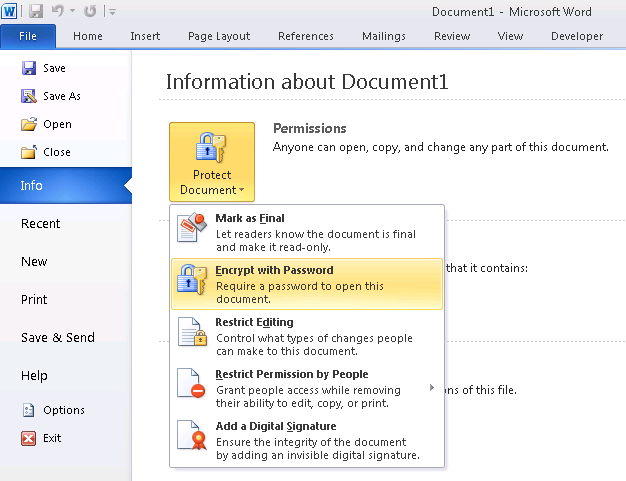 Document1 - Microsoft Word
File Home Insert Page Layout References Mailings Review View Developer
Save
Save As
Open
Close
Info
Recent
New
Print
Save & Send
Help
Options
Exit
Information about Document1
Protect
Document
Permissions
Anyone can open, copy, and change any part of this document.
Mark as Final
Let readers know the document is final
and make it read-only.
Encrypt with Password
Require a password to open this
document.
Restrict Editing
Control what types of changes people
can make to this document.
Restrict Permission by People
Grant people access while removing
their ability to edit, copy, or print.
Add a Digital Signature
Ensure the integrity of the document
by adding an invisible digital signature.
that it contains:
of this file.